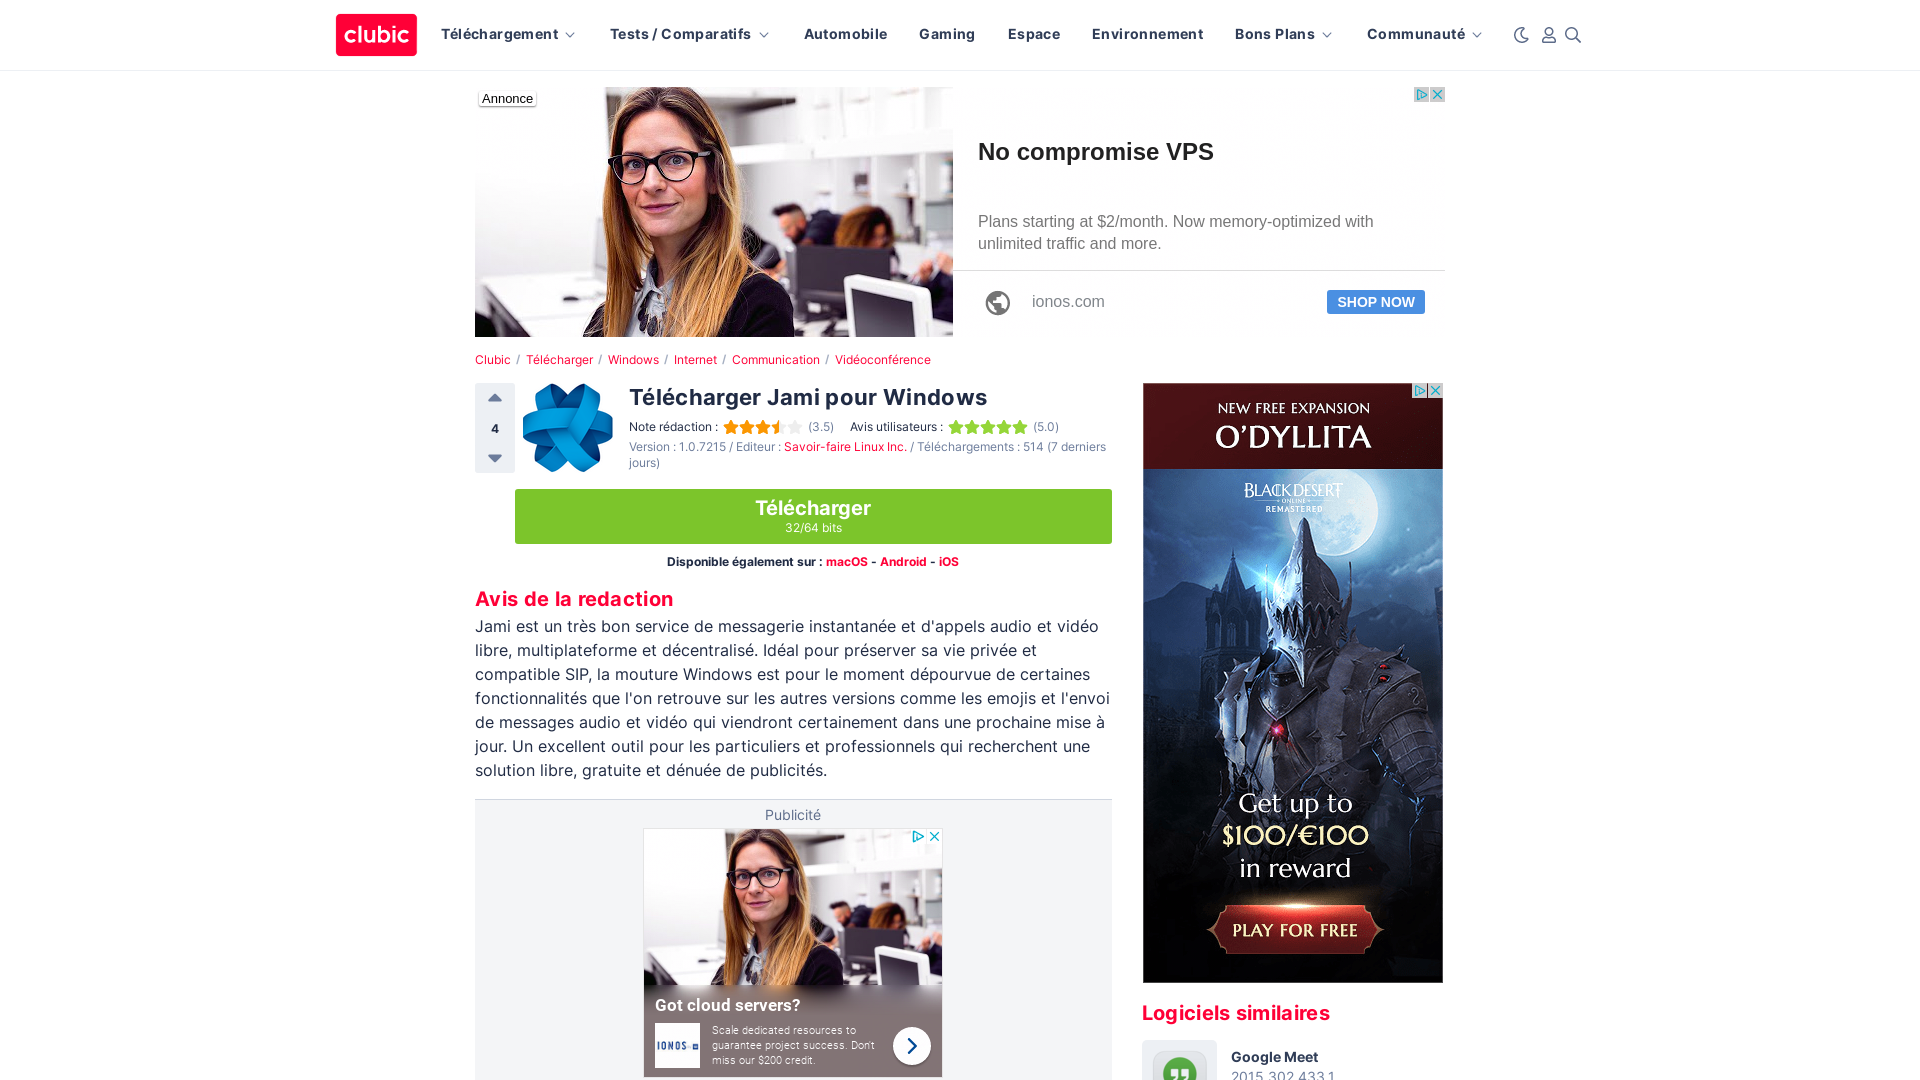 clubic
Téléchargement
Tests / Comparatifs
Automobile
Gaming
Espace
Environnement
Bons Plans
Communauté
Annonce
No compromise VPS
Plans starting at $2/month. Now memory-optimized with
unlimited traffic and more.
ionos.com
SHOP NOW
Clubic / Télécharger / Windows / Internet / Communication / Vidéoconférence
4
Télécharger Jami pour Windows
Note rédaction : (3.5) Avis utilisateurs : (5.0)
Version : 1.0.7215 / Editeur : Savoir-faire Linux Inc. / Téléchargements : 514 (7 derniers
jours)
Télécharger
32/64 bits
Disponible également sur : macOS - Android - iOS
Avis de la redaction
Jami est un très bon service de messagerie instantanée et d'appels audio et vidéo
libre, multiplateforme et décentralisé. Idéal pour préserver sa vie privée et
compatible SIP, la mouture Windows est pour le moment dépourvue de certaines
fonctionnalités que l'on retrouve sur les autres versions comme les emojis et l'envoi
de messages audio et vidéo qui viendront certainement dans une prochaine mise à
jour. Un excellent outil pour les particuliers et professionnels qui recherchent une
solution libre, gratuite et dénuée de publicités.
Publicité
Got cloud servers?
IONOS
Scale dedicated resources to
guarantee project success. Don't
miss our $200 credit.
NEW FREE EXPANSION
O'DYLLITA
BLACK DESERT
ONLINE
REMASTERED
Get up to
$100/€100
in reward
PLAY FOR FREE
Logiciels similaires
Google Meet
2015.302.433.1